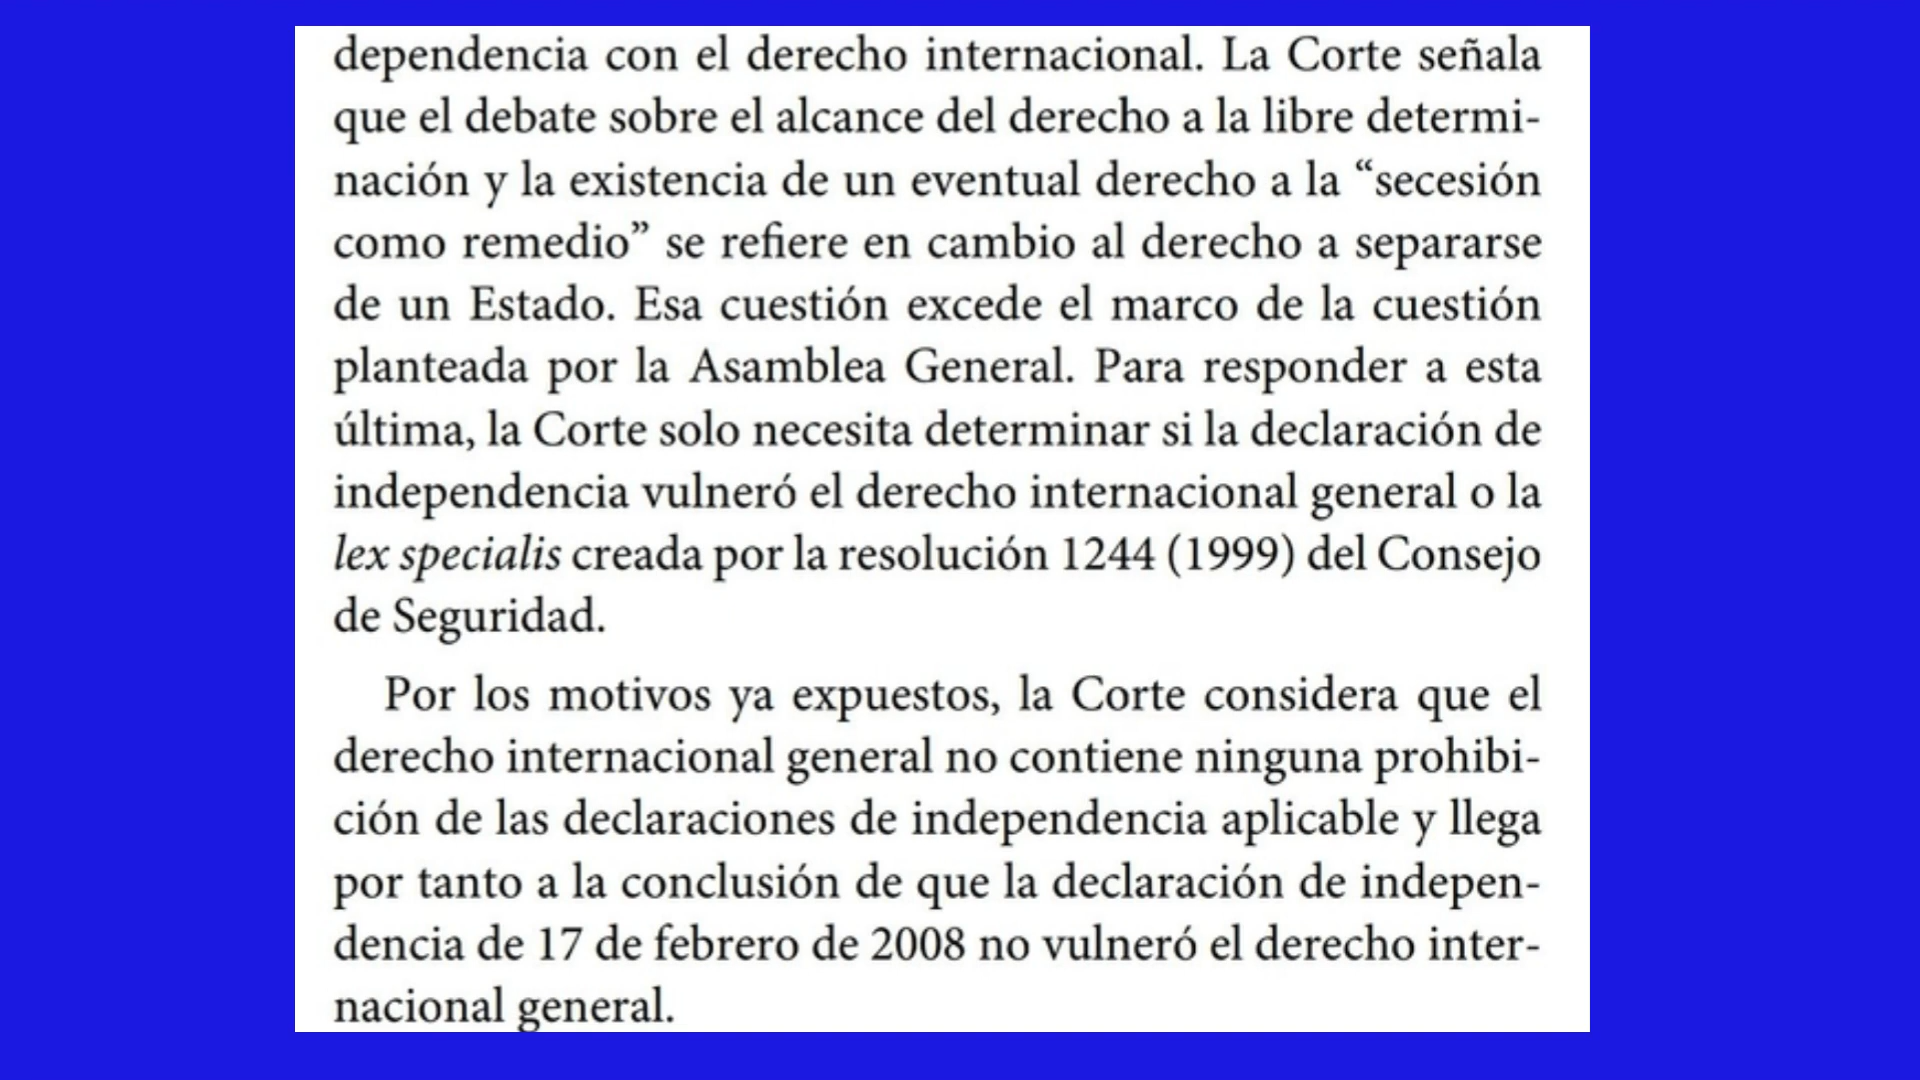 dependencia con el derecho internacional. La Corte señala
que el debate sobre el alcance del derecho a la libre determi-
nación y la existencia de un eventual derecho a la “secesión
como remedio” se refiere en cambio al derecho a separarse
de un Estado. Esa cuestión excede el marco de la cuestión
planteada por la Asamblea General. Para responder a esta
última, la Corte solo necesita determinar si la declaración de
independencia vulneró el derecho internacional general o la
lex specialis creada por la resolución 1244 (1999) del Consejo
de Seguridad.
Por los motivos ya expuestos, la Corte considera que el
derecho internacional general no contiene ninguna prohibi-
ción de las declaraciones de independencia aplicable y llega
por tanto a la conclusión de que la declaración de indepen-
dencia de 17 de febrero de 2008 no vulneró el derecho inter-
nacional general.